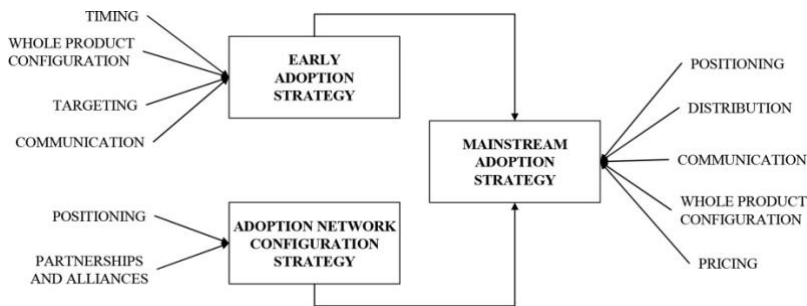 TIMING
WHOLE PRODUCT
CONFIGURATION
TARGETING
COMMUNICATION
EARLY
ADOPTION
STRATEGY
POSITIONING
PARTNERSHIPS
AND ALLIANCES
ADOPTION NETWORK
CONFIGURATION
STRATEGY
MAINSTREAM
ADOPTION
STRATEGY
POSITIONING
DISTRIBUTION
COMMUNICATION
WHOLE PRODUCT
CONFIGURATION
PRICING